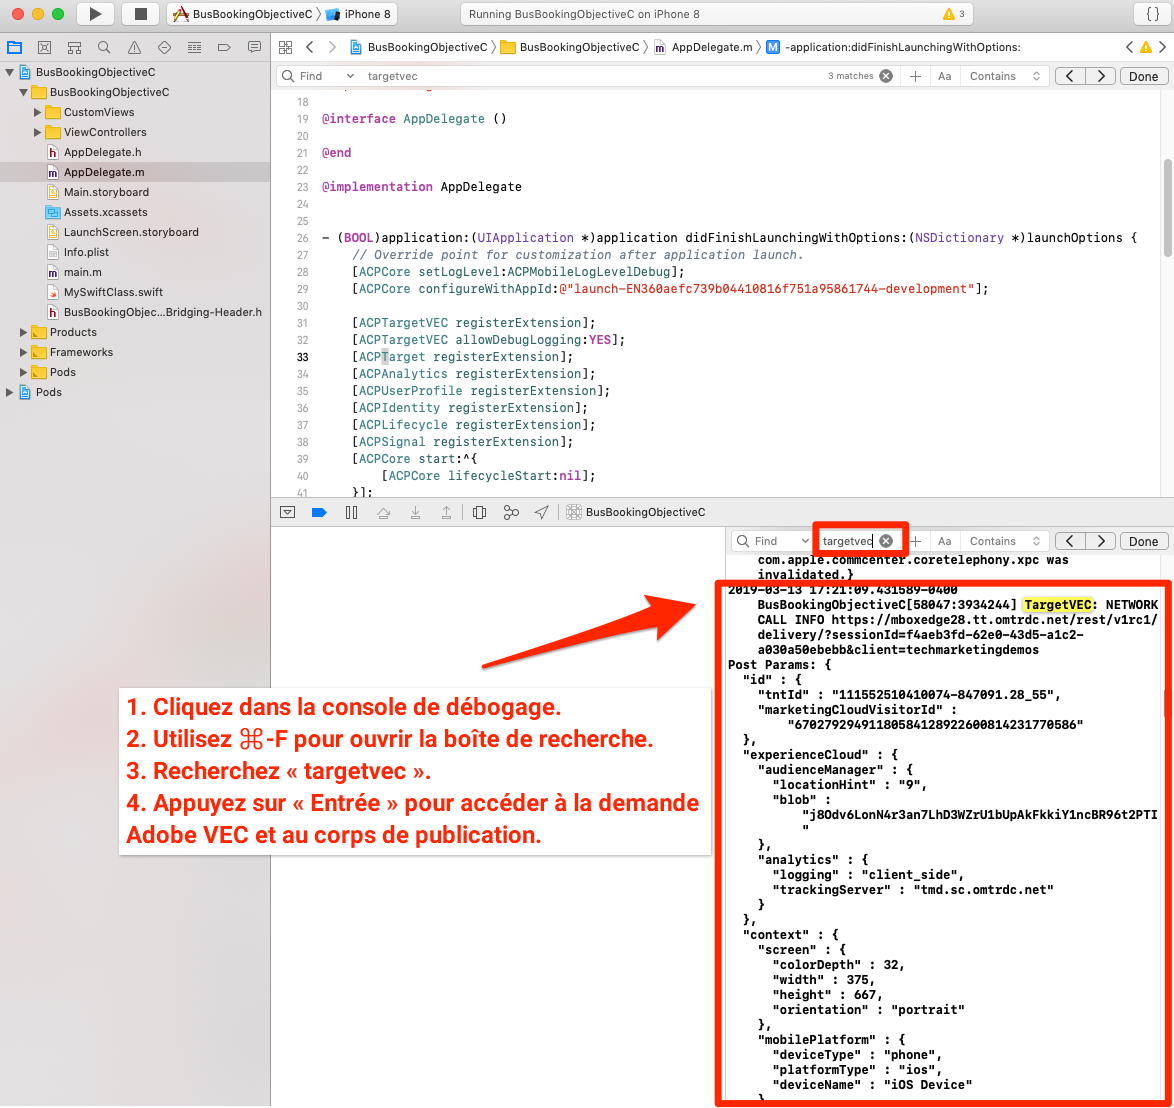 BusBookingObjectiveC 〉 iPhone 8
Running BusBookingObjectiveC on iPhone 8
3
{ }
BusBookingObjectiveC 〉 BusBookingObjectiveC 〉 m AppDelegate.m 〉 M -application:didFinishLaunchingWithOptions:
Find targetvec 3 matches + Aa Contains Done
BusBookingObjectiveC
BusBookingObjectiveC
CustomViews
ViewControllers
h AppDelegate.h
m AppDelegate.m
Main.storyboard
Assets.xcassets
LaunchScreen.storyboard
Info.plist
m main.m
MySwiftClass.swift
h BusBookingObjec...Bridging-Header.h
Products
Frameworks
Pods
Pods
18
19 @interface AppDelegate ()
20
21 @end
22
23 @implementation AppDelegate
24
25
26 - (BOOL)application:(UIApplication *)application didFinishLaunchingWithOptions:(NSDictionary *)launchOptions {
27 // Override point for customization after application launch.
28 [ACPCore setLogLevel:ACPMobileLogLevelDebug];
29 [ACPCore configureWithAppId:@"launch-EN360aefc739b04410816f751a95861744-development"];
30
31 [ACPTargetVEC registerExtension];
32 [ACPTargetVEC allowDebugLogging:YES];
33 [ACPTarget registerExtension];
34 [ACPAnalytics registerExtension];
35 [ACPUserProfile registerExtension];
36 [ACPIdentity registerExtension];
37 [ACPLifecycle registerExtension];
38 [ACPSignal registerExtension];
39 [ACPCore start:^{
40 [ACPCore lifecycleStart:nil];
41 }];
BusBookingObjectiveC
Find targetvec + Aa Contains Done
com.apple.commcenter.coretelephony.xpc was
invalidated.}
2019-03-13 17:21:09.431589-0400
BusBookingObjectiveC[58047:3934244] TargetVEC: NETWORK
CALL INFO https://mboxedge28.tt.omtrdc.net/rest/v1rc1/
delivery/?sessionId=f4aeb3fd-62e0-43d5-a1c2-
a030a50ebebb&client=techmarketingdemos
Post Params: {
"id" : {
"tntId" : "111552510410074-847091.28_55",
"marketingCloudVisitorId" :
"67027929491180584128922600814231770586"
},
"experienceCloud" : {
"audienceManager" : {
"locationHint" : "9",
"blob" :
"j8Odv6LonN4r3an7LhD3WZrU1bUpAkFkkiY1ncBR96t2PTI
"
},
"analytics" : {
"logging" : "client_side",
"trackingServer" : "tmd.sc.omtrdc.net"
}
},
"context" : {
"screen" : {
"colorDepth" : 32,
"width" : 375,
"height" : 667,
"orientation" : "portrait"
},
"mobilePlatform" : {
"deviceType" : "phone",
"platformType" : "ios",
"deviceName" : "iOS Device"
}
1. Cliquez dans la console de débogage.
2. Utilisez ⌘-F pour ouvrir la boîte de recherche.
3. Recherchez « targetvec ».
4. Appuyez sur « Entrée » pour accéder à la demande
Adobe VEC et au corps de publication.